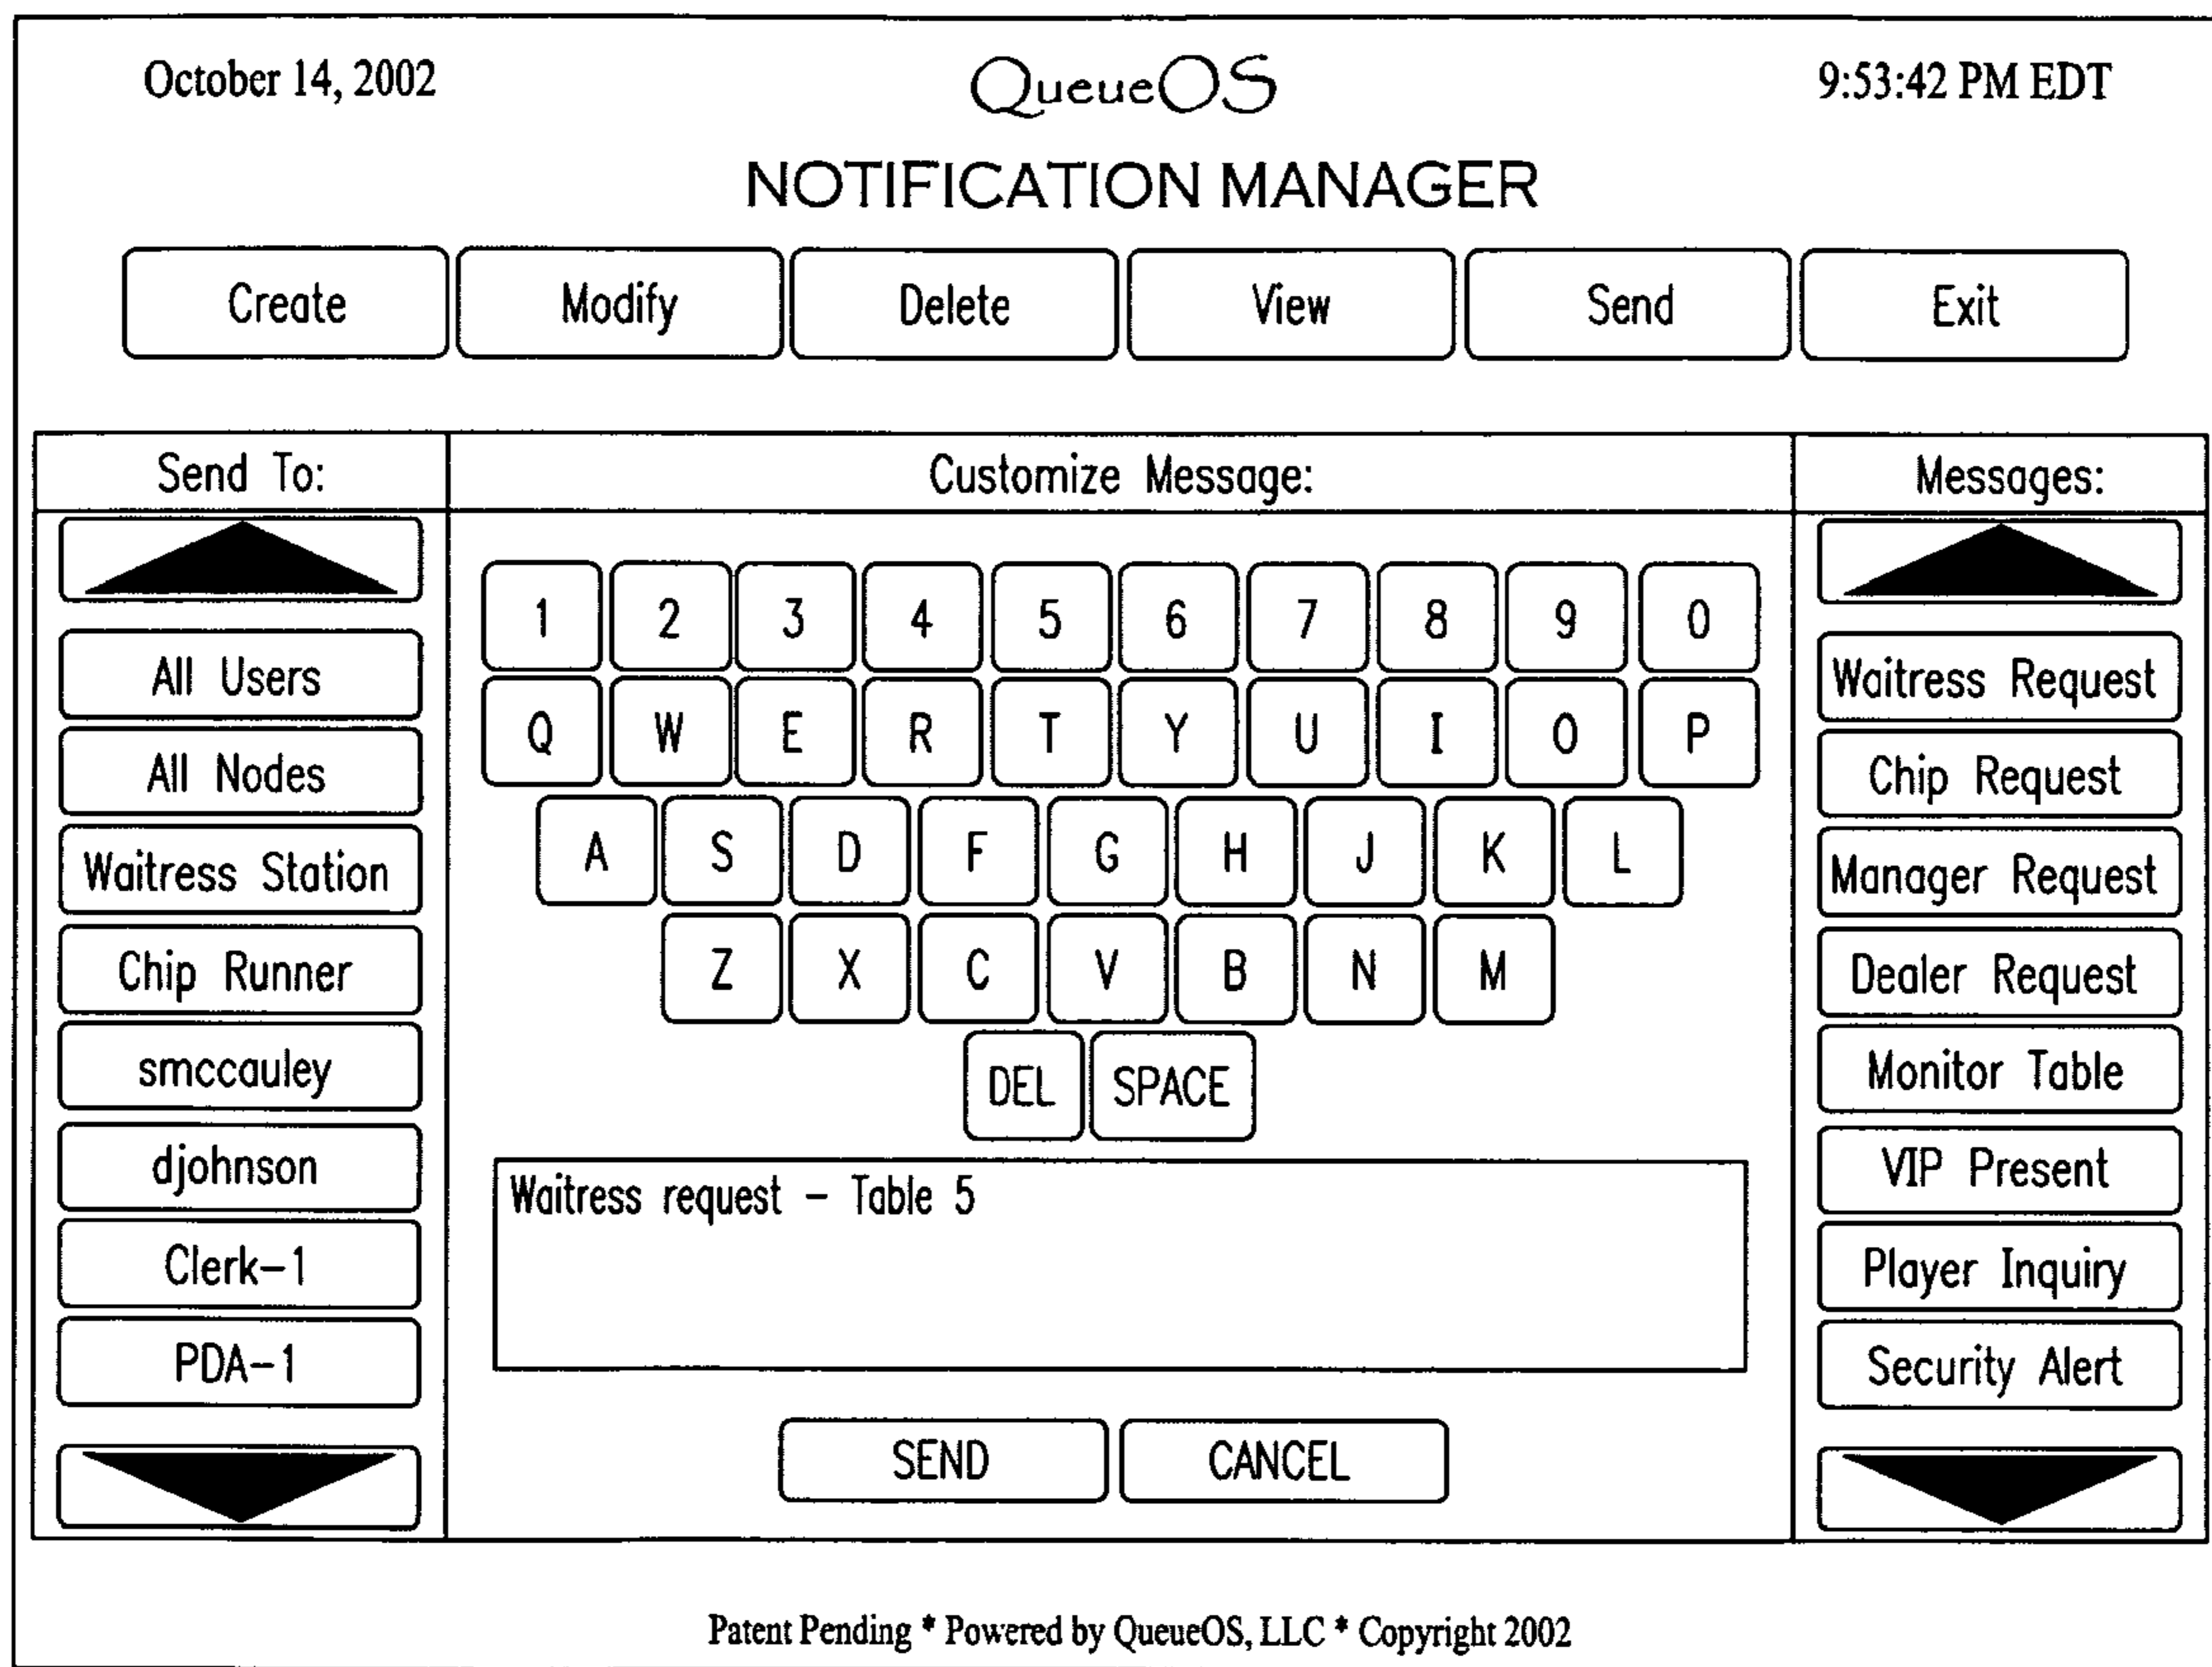 October 14, 2002 QueueOS 9:53:42 PM EDT
NOTIFICATION MANAGER
Create Modify Delete View Send Exit
Send To:
All Users
All Nodes
Waitress Station
Chip Runner
smccauley
djohnson
Clerk-1
PDA-1
Customize Message:
1 2 3 4 5 6 7 8 9 0
Q W E R T Y U I O P
A S D F G H J K L
Z X C V B N M
DEL SPACE
Waitress request – Table 5
SEND CANCEL
Messages:
Waitress Request
Chip Request
Manager Request
Dealer Request
Monitor Table
VIP Present
Player Inquiry
Security Alert
Patent Pending * Powered by QueueOS, LLC * Copyright 2002